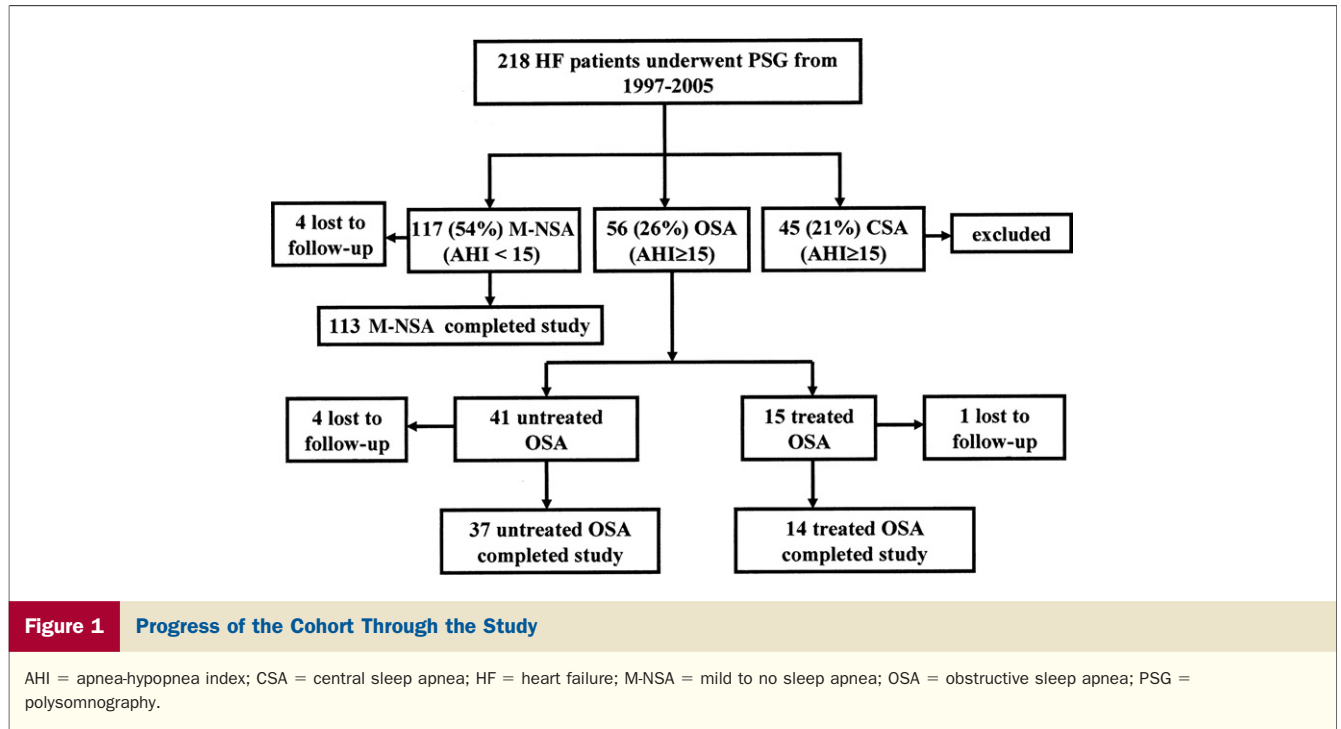 218 HF patients underwent PSG from
1997-2005
4 lost to
follow-up
117 (54%) M-NSA
(AHI < 15)
56 (26%) OSA
(AHI≥15)
45 (21%) CSA
(AHI≥15)
excluded
113 M-NSA completed study
4 lost to
follow-up
41 untreated
OSA
15 treated
OSA
1 lost to
follow-up
37 untreated OSA
completed study
14 treated OSA
completed study
Figure 1 Progress of the Cohort Through the Study
AHI = apnea-hypopnea index; CSA = central sleep apnea; HF = heart failure; M-NSA = mild to no sleep apnea; OSA = obstructive sleep apnea; PSG =
polysomnography.